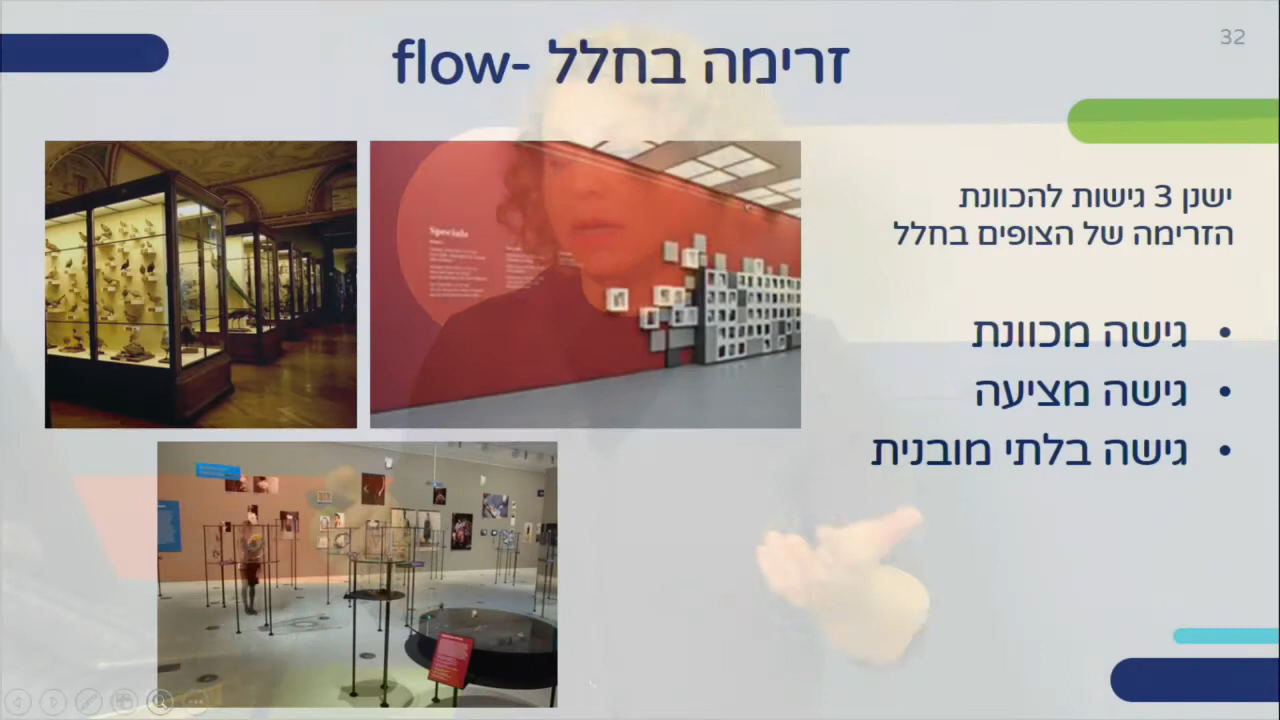 32
זרימה בחלל -flow
ישנן 3 גישות להכוונת
הזרימה של הצופים בחלל
• גישה מכוונת
• גישה מציעה
• גישה בלתי מובנית
Specials